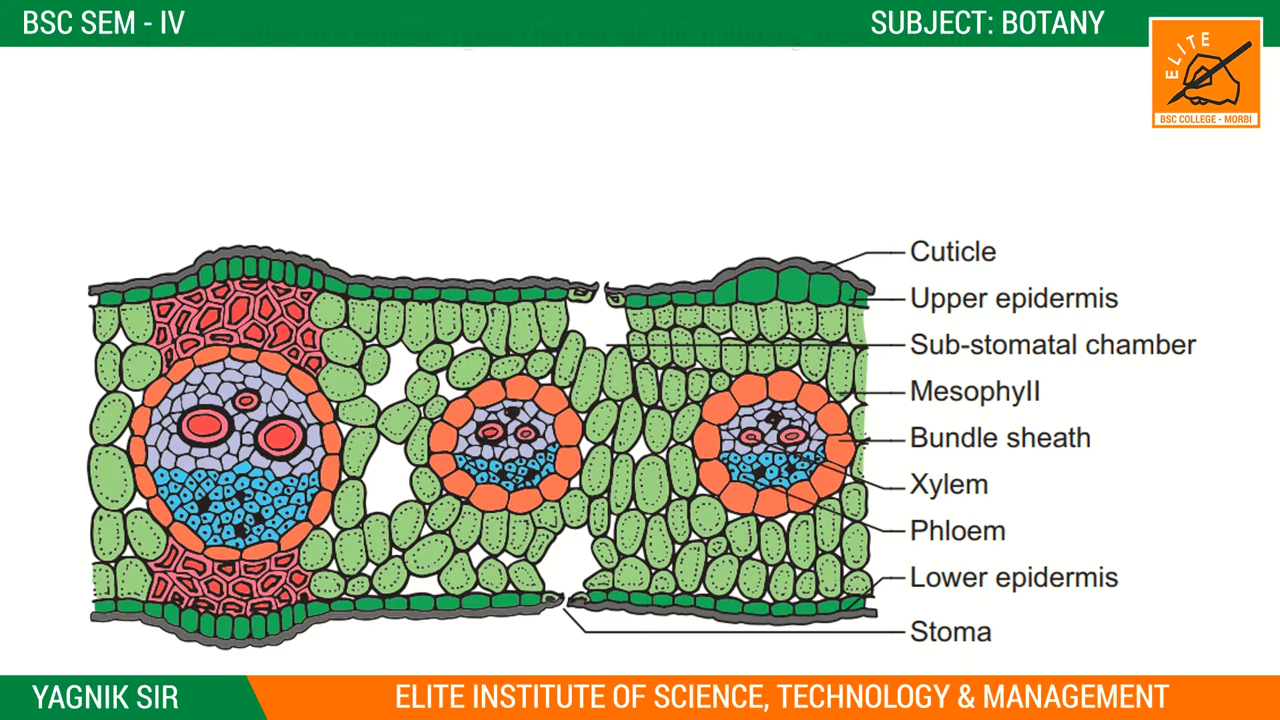 BSC SEM - IV
SUBJECT: BOTANY
ELITE
BSC COLLEGE - MORBI
Cuticle
Upper epidermis
Sub-stomatal chamber
MesophyII
Bundle sheath
Xylem
Phloem
Lower epidermis
Stoma
YAGNIK SIR
ELITE INSTITUTE OF SCIENCE, TECHNOLOGY & MANAGEMENT